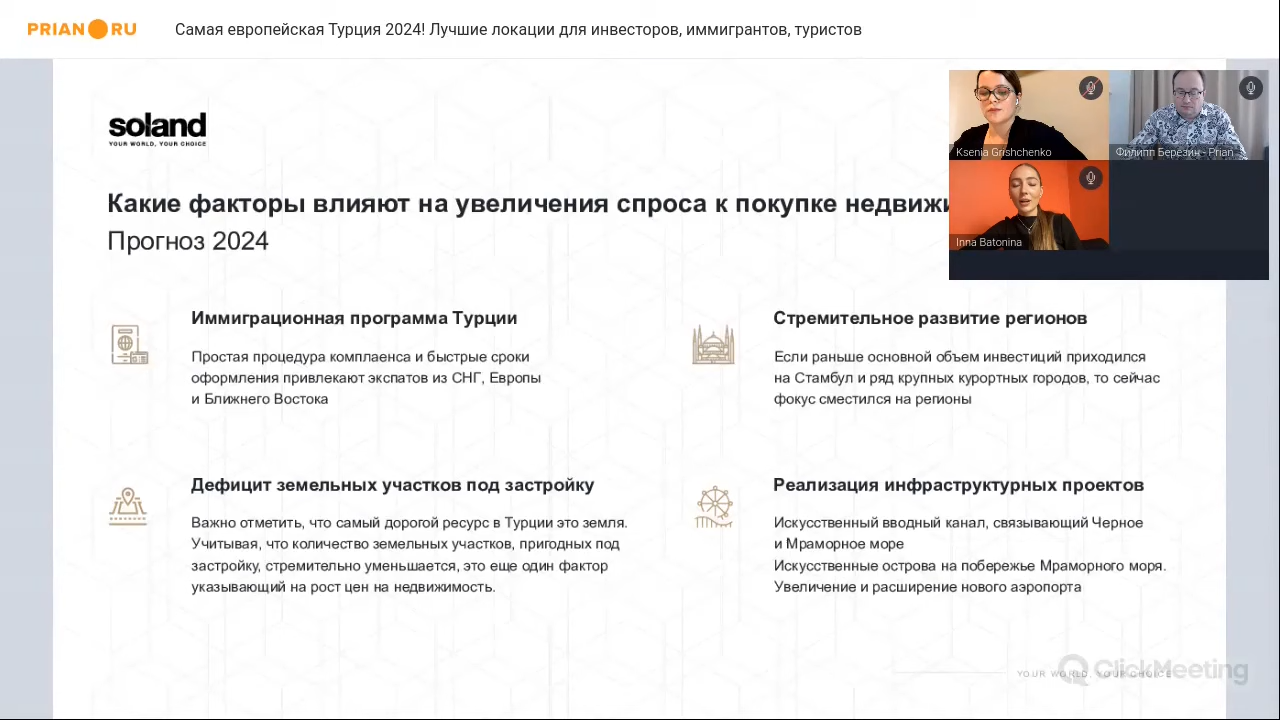 PRIAN RU
Самая европейская Турция 2024! Лучшие локации для инвесторов, иммигрантов, туристов
soland
YOUR WORLD, YOUR CHOICE
Ksenia Grishchenko
Филипп Березин - Prian
Inna Batonina
Какие факторы влияют на увеличения спроса к покупке
Прогноз 2024
Иммиграционная программа Турции
Простая процедура комплаенса и быстрые сроки
оформления привлекают экспатов из СНГ, Европы
и Ближнего Востока
Стремительное развитие регионов
Если раньше основной объем инвестиций приходился
на Стамбул и ряд крупных курортных городов, то сейчас
фокус сместился на регионы
Дефицит земельных участков под застройку
Важно отметить, что самый дорогой ресурс в Турции это земля.
Учитывая, что количество земельных участков, пригодных под
застройку, стремительно уменьшается, это еще один фактор
указывающий на рост цен на недвижимость.
Реализация инфраструктурных проектов
Искусственный вводный канал, связывающий Черное
и Мраморное море
Искусственные острова на побережье Мраморного моря.
Увеличение и расширение нового аэропорта
YOUR WORLD, YOUR CHOICE
ClickMeeting